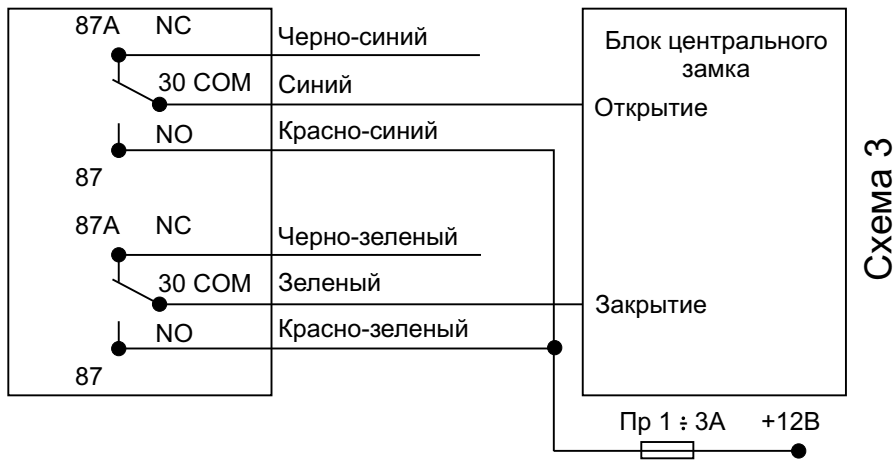 87A NC
Черно-синий
30 COM Синий
NO Красно-синий
87
87A NC
Черно-зеленый
30 COM Зеленый
NO Красно-зеленый
87
Блок центрального
замка
Открытие
Закрытие
Пр 1 ÷ 3А +12В
Схема 3